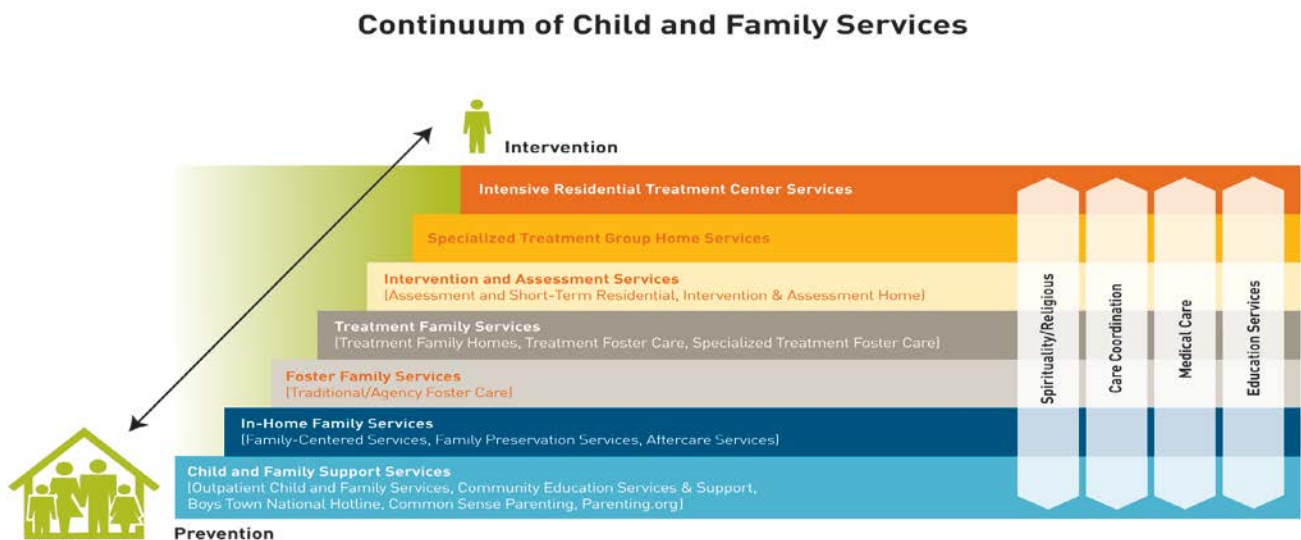 Continuum of Child and Family Services
Intervention
Intensive Residential Treatment Center Services
Specialized Treatment Group Home Services
Intervention and Assessment Services
[Assessment and Short-Term Residential, Intervention & Assessment Home]
Treatment Family Services
[Treatment Family Homes, Treatment Foster Care, Specialized Treatment Foster Care]
Foster Family Services
[Traditional/Agency Foster Care]
In-Home Family Services
[Family-Centered Services, Family Preservation Services, Aftercare Services]
Child and Family Support Services
[Outpatient Child and Family Services, Community Education Services & Support,
Boys Town National Hotline, Common Sense Parenting, Parenting.org]
Prevention
Spirituality/Religious
Care Coordination
Medical Care
Education Services